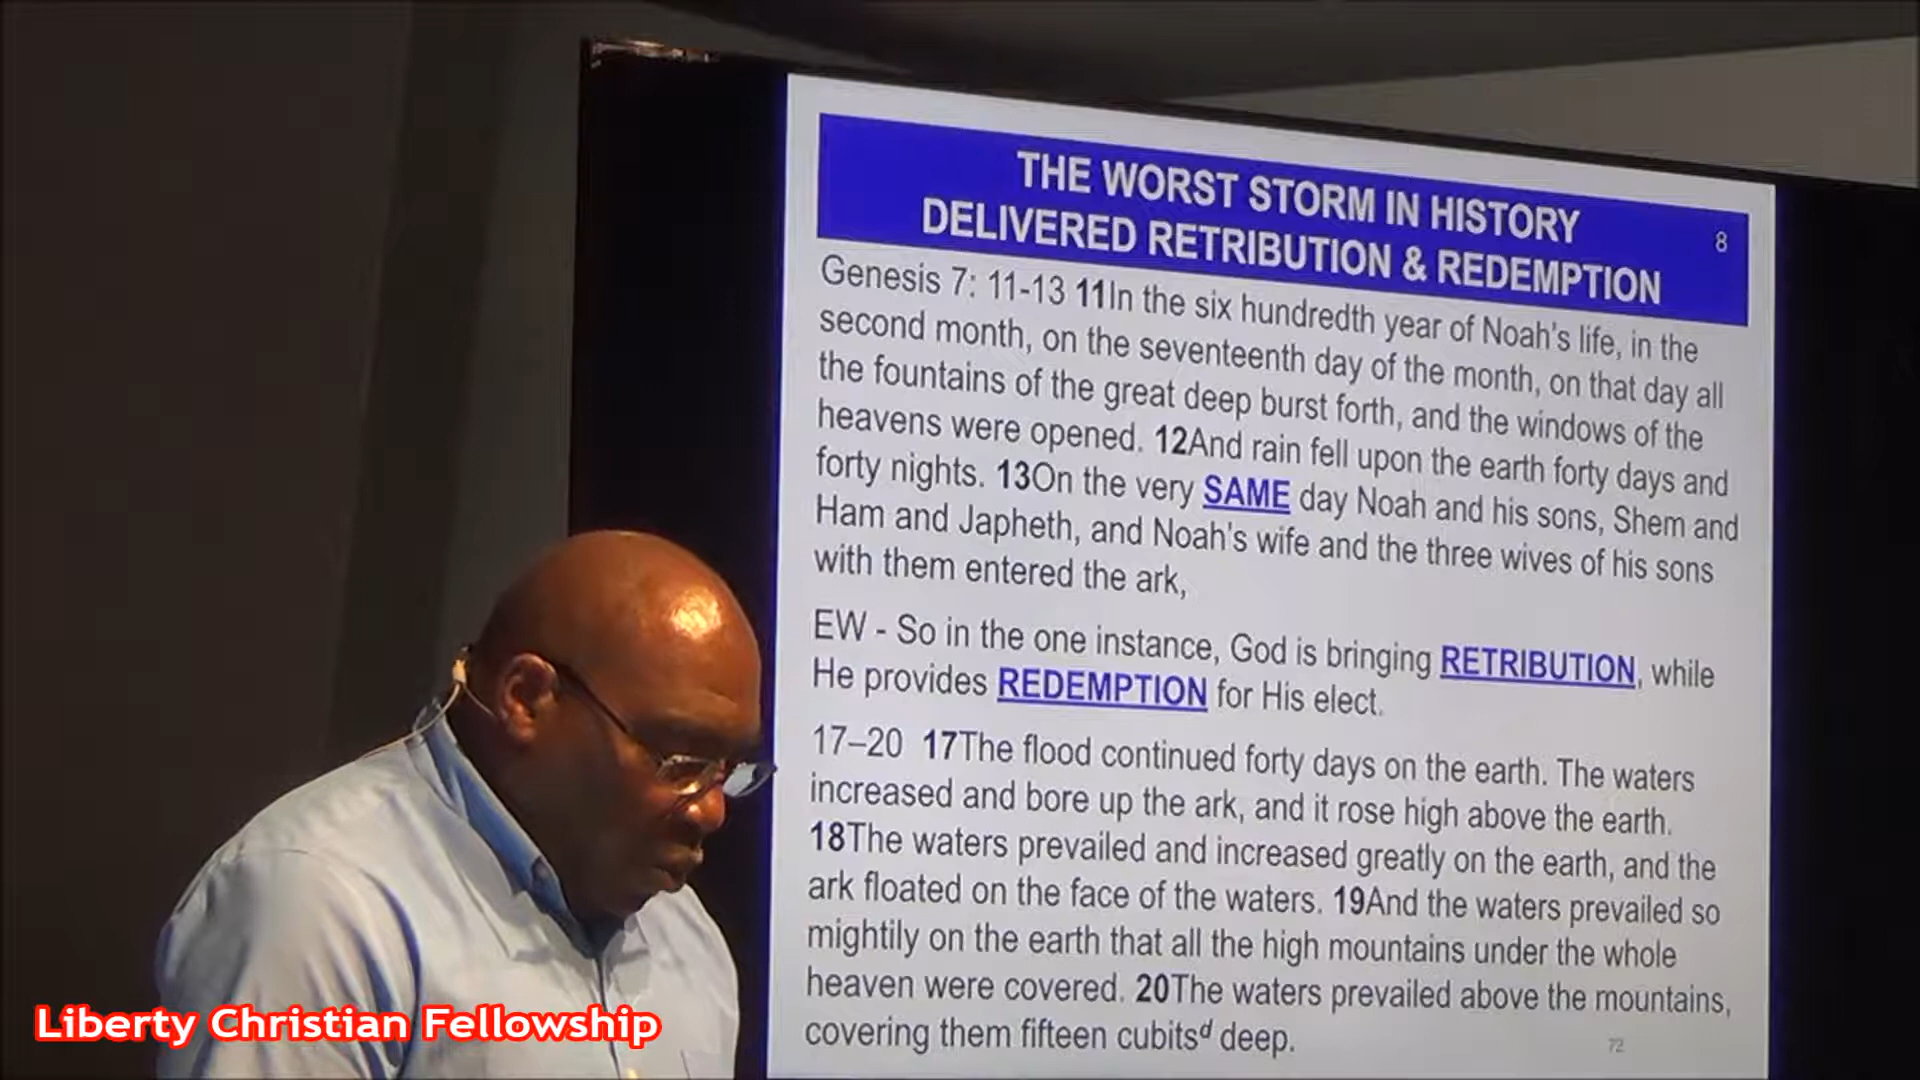 THE WORST STORM IN HISTORY
DELIVERED RETRIBUTION & REDEMPTION
8
Genesis 7: 11-13 11In the six hundredth year of Noah's life, in the
second month, on the seventeenth day of the month, on that day all
the fountains of the great deep burst forth, and the windows of the
heavens were opened. 12And rain fell upon the earth forty days and
forty nights. 13On the very SAME day Noah and his sons, Shem and
Ham and Japheth, and Noah's wife and the three wives of his sons
with them entered the ark,
EW - So in the one instance, God is bringing RETRIBUTION, while
He provides REDEMPTION for His elect.
17–20 17The flood continued forty days on the earth. The waters
increased and bore up the ark, and it rose high above the earth.
18The waters prevailed and increased greatly on the earth, and the
ark floated on the face of the waters. 19And the waters prevailed so
mightily on the earth that all the high mountains under the whole
heaven were covered. 20The waters prevailed above the mountains,
covering them fifteen cubitsd deep.
72
Liberty Christian Fellowship